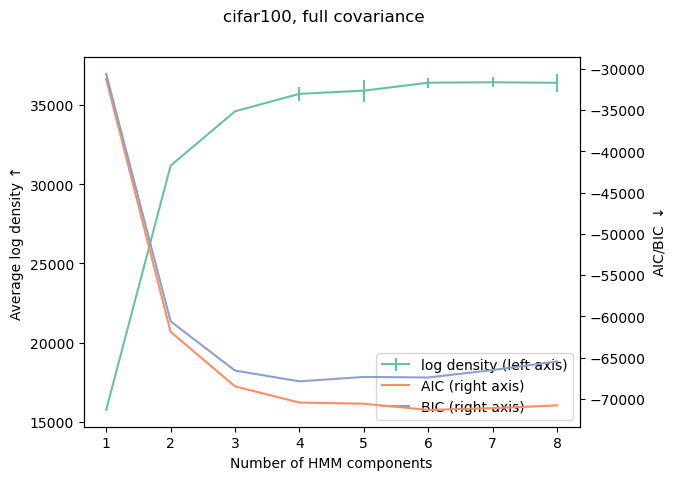 cifar100, full covariance
Average log density ↑
35000
30000
25000
20000
15000
−30000
−35000
−40000
−45000
−50000
−55000
−60000
−65000
−70000
AIC/BIC ↓
log density (left axis)
AIC (right axis)
BIC (right axis)
1 2 3 4 5 6 7 8
Number of HMM components